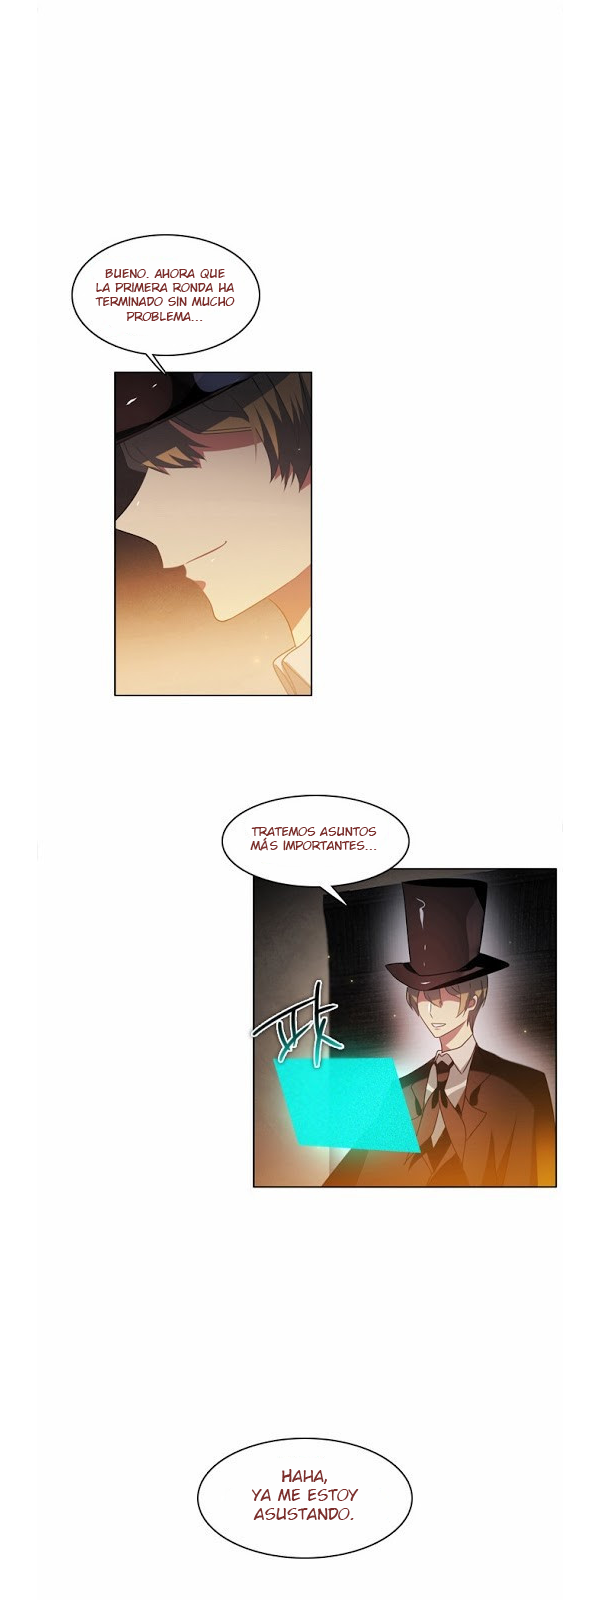 BUENO. AHORA QUE
LA PRIMERA RONDA HA
TERMINADO SIN MUCHO
PROBLEMA...
TRATEMOS ASUNTOS
MÁS IMPORTANTES...
HAHA,
YA ME ESTOY
ASUSTANDO.